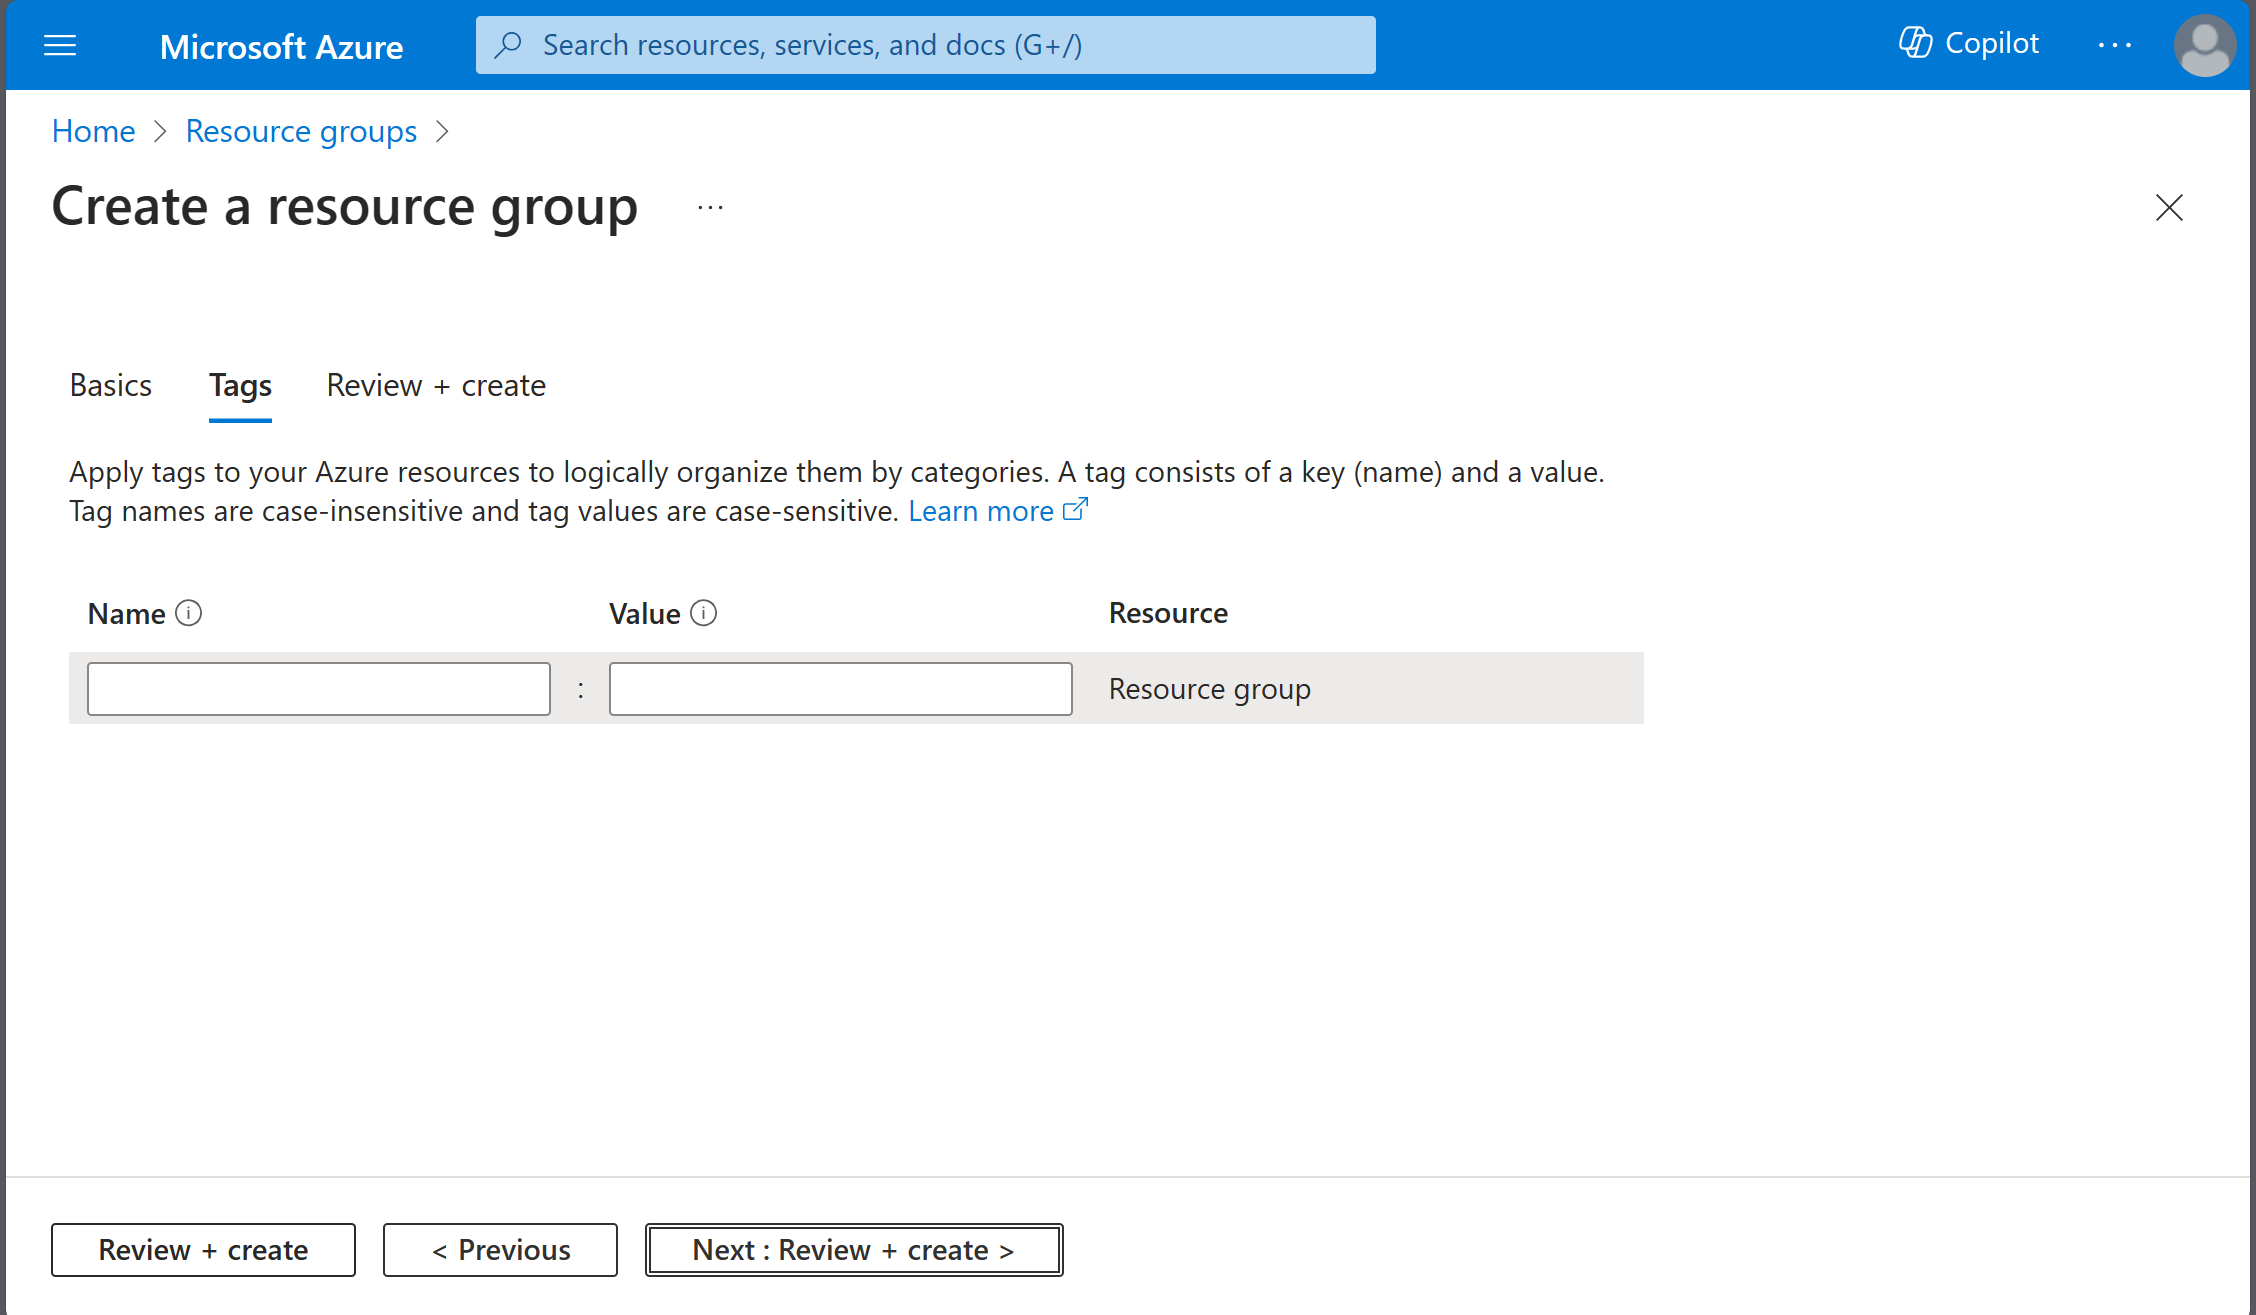 Microsoft Azure
Search resources, services, and docs (G+/)
Copilot
Home > Resource groups >
Create a resource group ...
Basics
Tags
Review + create
Apply tags to your Azure resources to logically organize them by categories. A tag consists of a key (name) and a value.
Tag names are case-insensitive and tag values are case-sensitive. Learn more
Name
Value
Resource
:
Resource group
Review + create
< Previous
Next : Review + create >